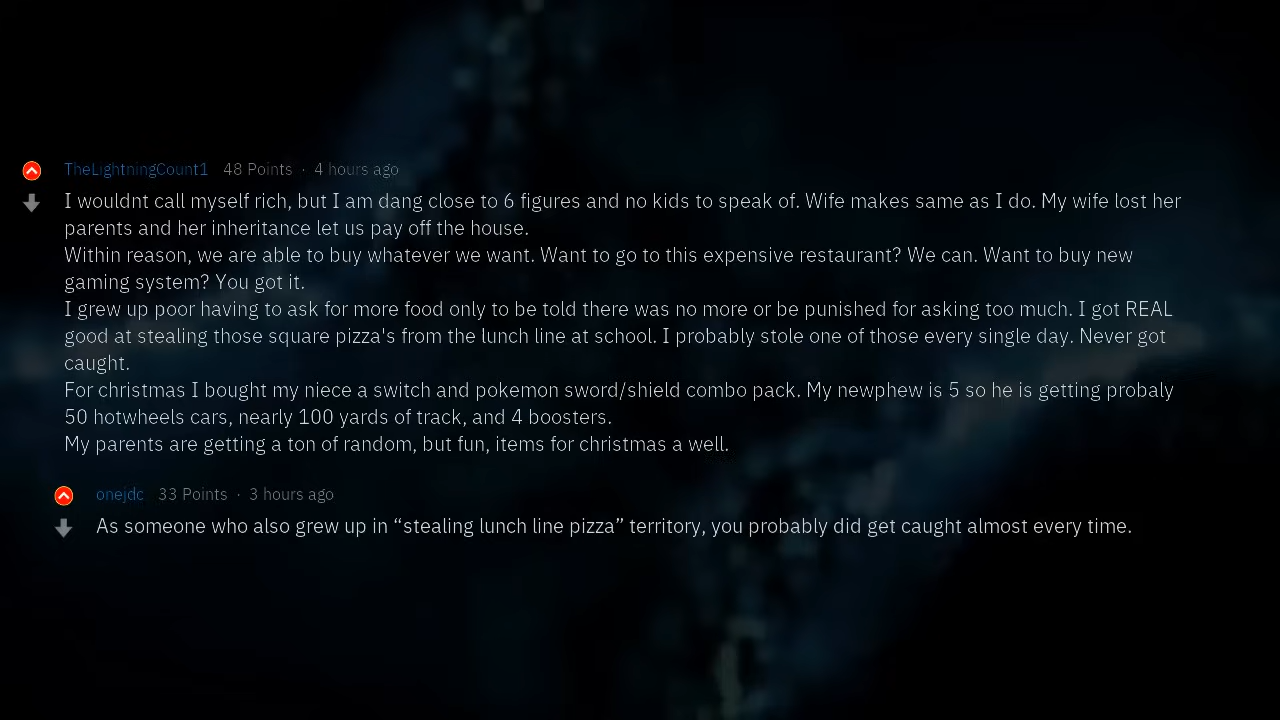 TheLightningCount1 48 Points · 4 hours ago
I wouldnt call myself rich, but I am dang close to 6 figures and no kids to speak of. Wife makes same as I do. My wife lost her
parents and her inheritance let us pay off the house.
Within reason, we are able to buy whatever we want. Want to go to this expensive restaurant? We can. Want to buy new
gaming system? You got it.
I grew up poor having to ask for more food only to be told there was no more or be punished for asking too much. I got REAL
good at stealing those square pizza's from the lunch line at school. I probably stole one of those every single day. Never got
caught.
For christmas I bought my niece a switch and pokemon sword/shield combo pack. My newphew is 5 so he is getting probaly
50 hotwheels cars, nearly 100 yards of track, and 4 boosters.
My parents are getting a ton of random, but fun, items for christmas a well.
onejdc 33 Points · 3 hours ago
As someone who also grew up in “stealing lunch line pizza” territory, you probably did get caught almost every time.